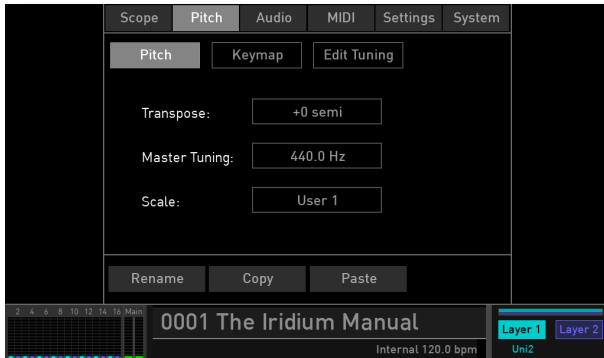 Scope Pitch Audio MIDI Settings System
Pitch Keymap Edit Tuning
Transpose: +0 semi
Master Tuning: 440.0 Hz
Scale: User 1
Rename Copy Paste
2 4 6 8 10 12 14 16 Main
0001 The Iridium Manual
Layer 1 Layer 2
Internal 120.0 bpm
Uni2